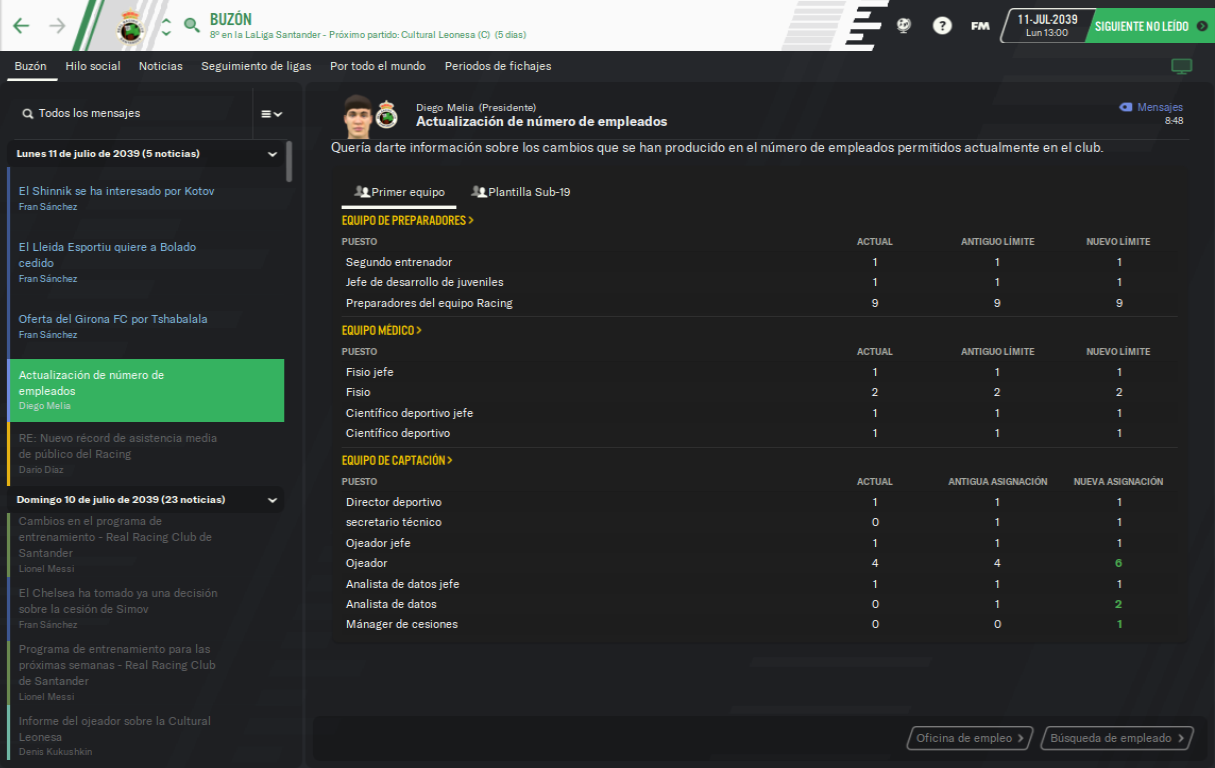 BUZÓN
8º en la LaLiga Santander - Próximo partido: Cultural Leonesa (C) (5 días)
?
FM
11-JUL-2039
Lun 13:00
SIGUIENTE NO LEÍDO
Buzón
Hilo social
Noticias
Seguimiento de ligas
Por todo el mundo
Periodos de fichajes
Todos los mensajes
Lunes 11 de julio de 2039 (5 noticias)
El Shinnik se ha interesado por Kotov
Fran Sánchez
El Lleida Esportiu quiere a Bolado
cedido
Fran Sánchez
Oferta del Girona FC por Tshabalala
Fran Sánchez
Actualización de número de
empleados
Diego Melia
RE: Nuevo récord de asistencia media
de público del Racing
Darío Díaz
Domingo 10 de julio de 2039 (23 noticias)
Cambios en el programa de
entrenamiento - Real Racing Club de
Santander
Lionel Messi
El Chelsea ha tomado ya una decisión
sobre la cesión de Simov
Fran Sánchez
Programa de entrenamiento para las
próximas semanas - Real Racing Club
de Santander
Lionel Messi
Informe del ojeador sobre la Cultural
Leonesa
Denis Kukushkin
Diego Melia (Presidente)
Actualización de número de empleados
Mensajes
8:48
Quería darte información sobre los cambios que se han producido en el número de empleados permitidos actualmente en el club.
Primer equipo
Plantilla Sub-19
EQUIPO DE PREPARADORES >
PUESTO ACTUAL ANTIGUO LÍMITE NUEVO LÍMITE
Segundo entrenador 1 1 1
Jefe de desarrollo de juveniles 1 1 1
Preparadores del equipo Racing 9 9 9
EQUIPO MÉDICO >
PUESTO ACTUAL ANTIGUO LÍMITE NUEVO LÍMITE
Fisio jefe 1 1 1
Fisio 2 2 2
Científico deportivo jefe 1 1 1
Científico deportivo 1 1 1
EQUIPO DE CAPTACIÓN >
PUESTO ACTUAL ANTIGUA ASIGNACIÓN NUEVA ASIGNACIÓN
Director deportivo 1 1 1
secretario técnico 0 1 1
Ojeador jefe 1 1 1
Ojeador 4 4 6
Analista de datos jefe 1 1 1
Analista de datos 0 1 2
Mánager de cesiones 0 0 1
Oficina de empleo >
Búsqueda de empleado >